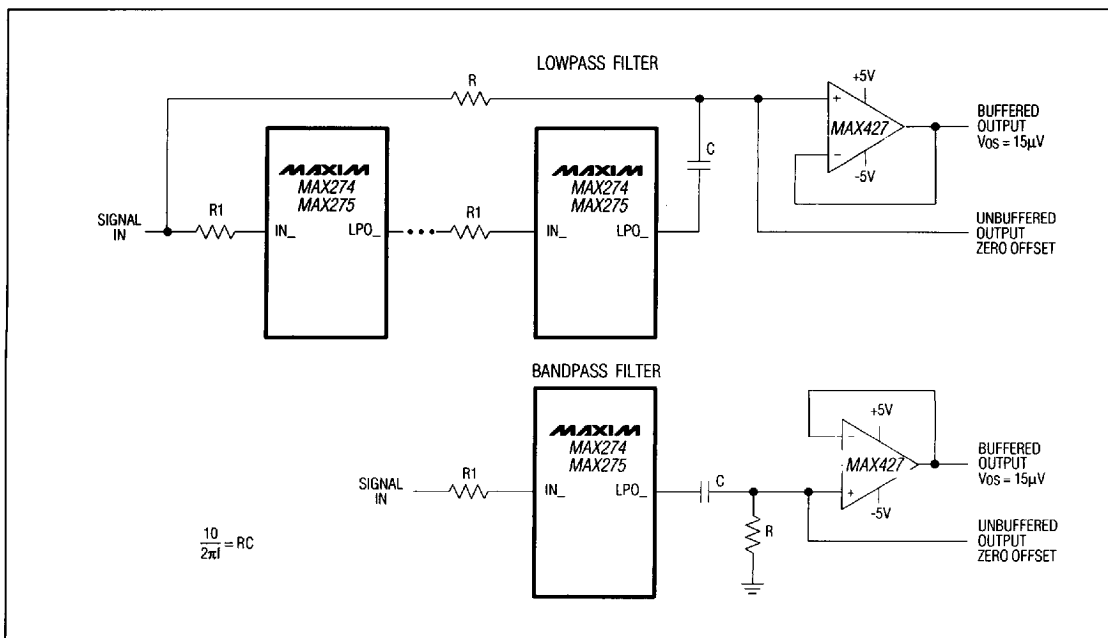 LOWPASS FILTER
R
+5V
MAX427
+
−
-5V
BUFFERED
OUTPUT
VOS = 15µV
C
MAXIM
MAX274
MAX275
MAXIM
MAX274
MAX275
SIGNAL
IN
R1
IN_
LPO_
R1
IN_
LPO_
UNBUFFERED
OUTPUT
ZERO OFFSET
BANDPASS FILTER
MAXIM
MAX274
MAX275
SIGNAL
IN
R1
IN_
LPO_
C
R
+5V
−
MAX427
+
-5V
BUFFERED
OUTPUT
VOS = 15µV
UNBUFFERED
OUTPUT
ZERO OFFSET
10
2πf = RC